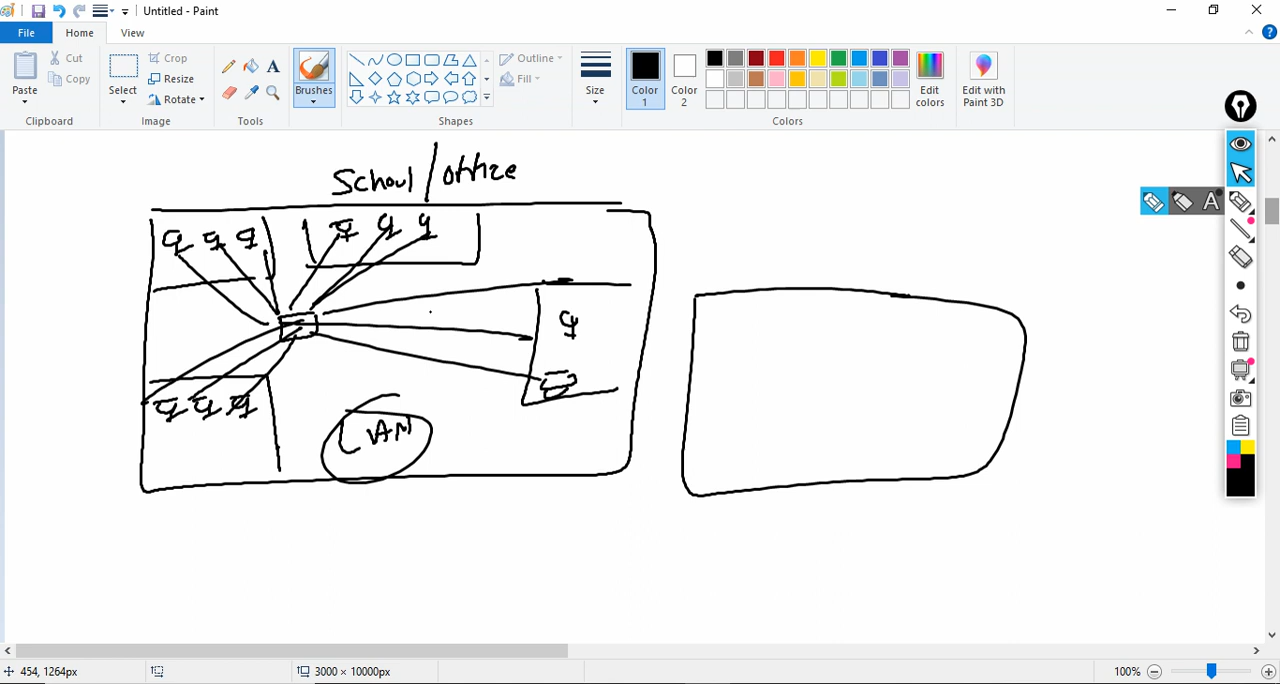 Untitled - Paint
File
Home
View
Paste
Cut
Copy
Clipboard
Select
Crop
Resize
Rotate
Image
A
Tools
Brushes
Outline
Fill
Shapes
Size
Color 1
Color 2
Edit colors
Colors
Edit with Paint 3D
A
School/office
LAN
454, 1264px
3000 × 10000px
100%